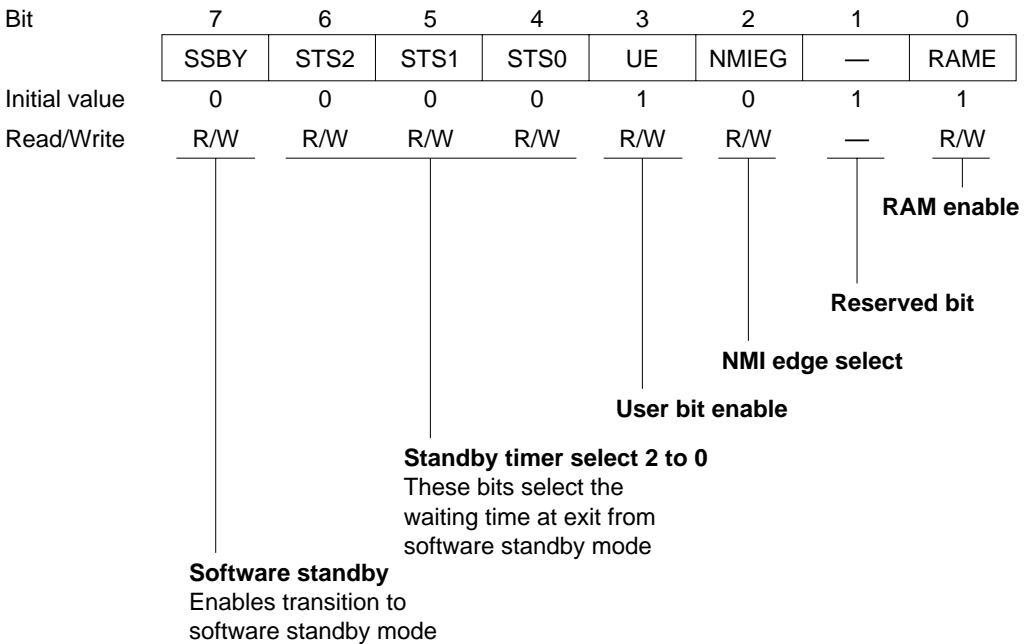 Bit 7 6 5 4 3 2 1 0
SSBY STS2 STS1 STS0 UE NMIEG — RAME
Initial value 0 0 0 0 1 0 1 1
Read/Write R/W R/W R/W R/W R/W R/W — R/W
RAM enable
Reserved bit
NMI edge select
User bit enable
Standby timer select 2 to 0
These bits select the
waiting time at exit from
software standby mode
Software standby
Enables transition to
software standby mode